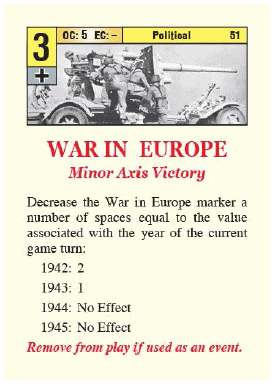 3 OC: 5 EC: – Political 51
WAR IN EUROPE
Minor Axis Victory
Decrease the War in Europe marker a
number of spaces equal to the value
associated with the year of the current
game turn:
1942: 2
1943: 1
1944: No Effect
1945: No Effect
Remove from play if used as an event.